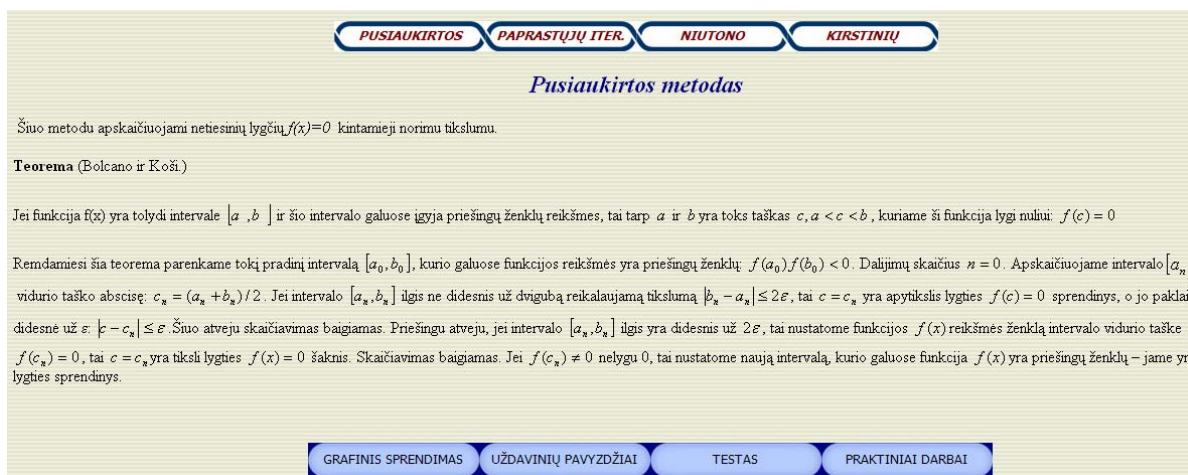 PUSIAUKIRTOS PAPRASTŲJŲ ITER. NIUTONO KIRSTINIŲ
Pusiaukirtos metodas
Šiuo metodu apskaičiuojami netiesinių lygčių f(x)=0 kintamieji norimu tikslumu.
Teorema (Bolcano ir Koši.)
Jei funkcija f(x) yra tolydi intervale [a ,b ] ir šio intervalo galuose įgyja priešingų ženklų reikšmes, tai tarp a ir b yra toks taškas c, a < c < b , kuriame ši funkcija lygi nuliui: f(c) = 0
Remdamiesi šia teorema parenkame tokį pradinį intervalą [a₀,b₀], kurio galuose funkcijos reikšmės yra priešingų ženklų: f(a₀)f(b₀) < 0. Dalijimų skaičius n = 0. Apskaičiuojame intervalo [aₙ
vidurio taško abscisę: cₙ = (aₙ + bₙ)/2. Jei intervalo [aₙ,bₙ] ilgis ne didesnis už dvigubą reikalaujamą tikslumą |bₙ − aₙ| ≤ 2ε, tai c = cₙ yra apytikslis lygties f(c) = 0 sprendinys, o jo paklai
didesnė už ε: |c − cₙ| ≤ ε. Šiuo atveju skaičiavimas baigiamas. Priešingu atveju, jei intervalo [aₙ,bₙ] ilgis yra didesnis už 2ε, tai nustatome funkcijos f(x) reikšmės ženklą intervalo vidurio taške
f(cₙ) = 0, tai c = cₙ yra tiksli lygties f(x) = 0 šaknis. Skaičiavimas baigiamas. Jei f(cₙ) ≠ 0 nelygu 0, tai nustatome naują intervalą, kurio galuose funkcija f(x) yra priešingų ženklų – jame yr
lygties sprendinys.
GRAFINIS SPRENDIMAS UŽDAVINIŲ PAVYZDŽIAI TESTAS PRAKTINIAI DARBAI